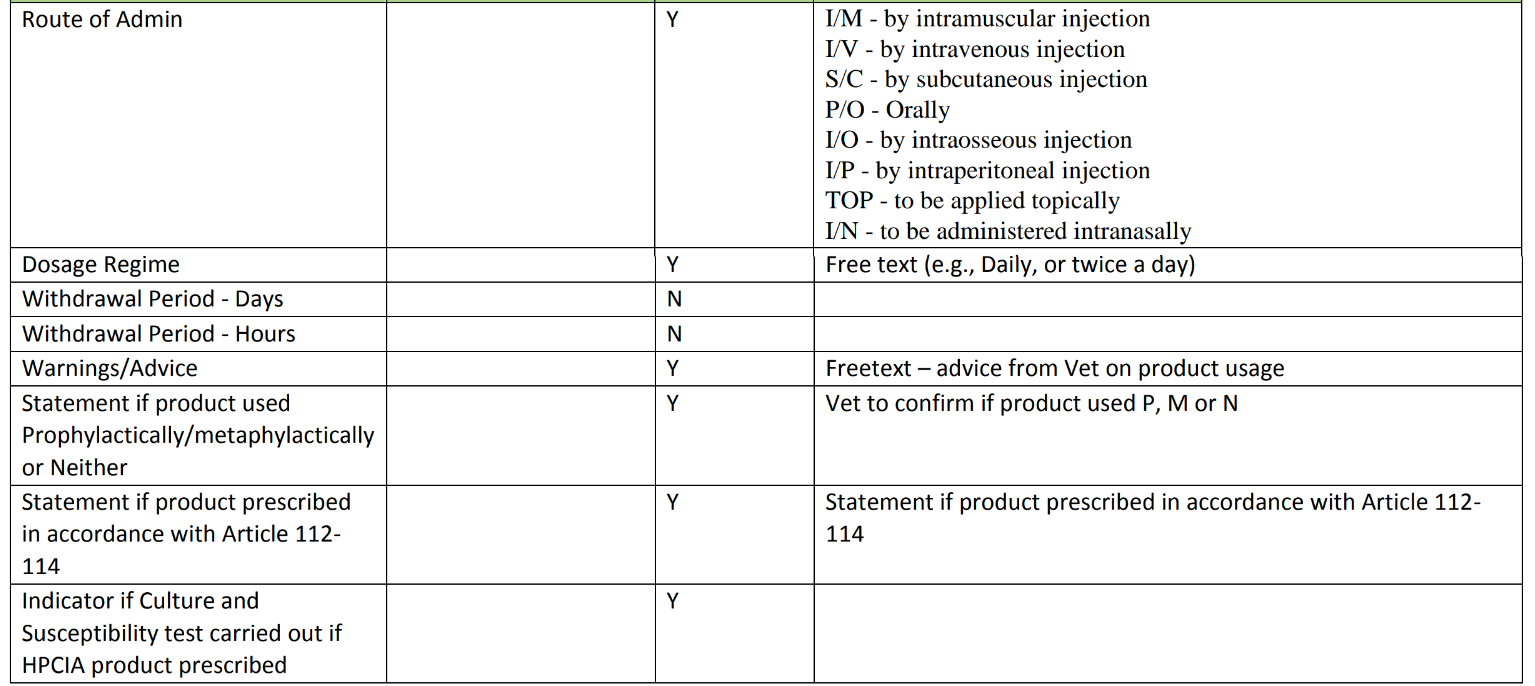 Route of Admin
Y
I/M - by intramuscular injection
I/V - by intravenous injection
S/C - by subcutaneous injection
P/O - Orally
I/O - by intraosseous injection
I/P - by intraperitoneal injection
TOP - to be applied topically
I/N - to be administered intranasally
Dosage Regime
Y
Free text (e.g., Daily, or twice a day)
Withdrawal Period - Days
N
Withdrawal Period - Hours
N
Warnings/Advice
Y
Freetext – advice from Vet on product usage
Statement if product used
Prophylactically/metaphylactically
or Neither
Y
Vet to confirm if product used P, M or N
Statement if product prescribed
in accordance with Article 112-
114
Y
Statement if product prescribed in accordance with Article 112-
114
Indicator if Culture and
Susceptibility test carried out if
HPCIA product prescribed
Y